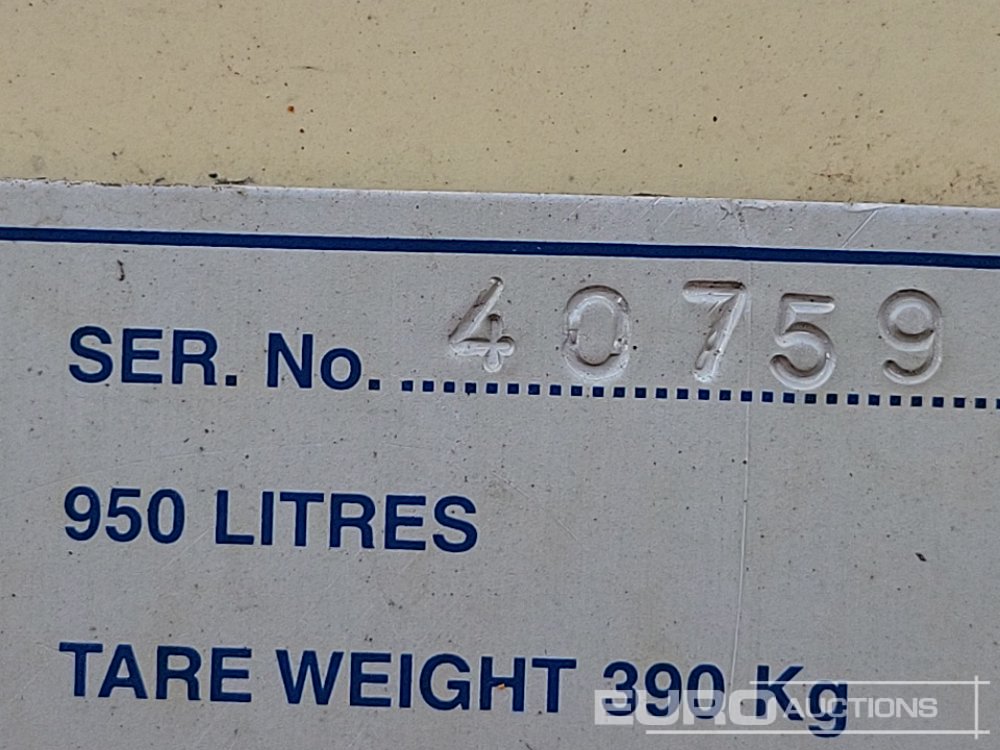 SER. No. 40759
950 LITRES
TARE WEIGHT 390 Kg
EURO AUCTIONS